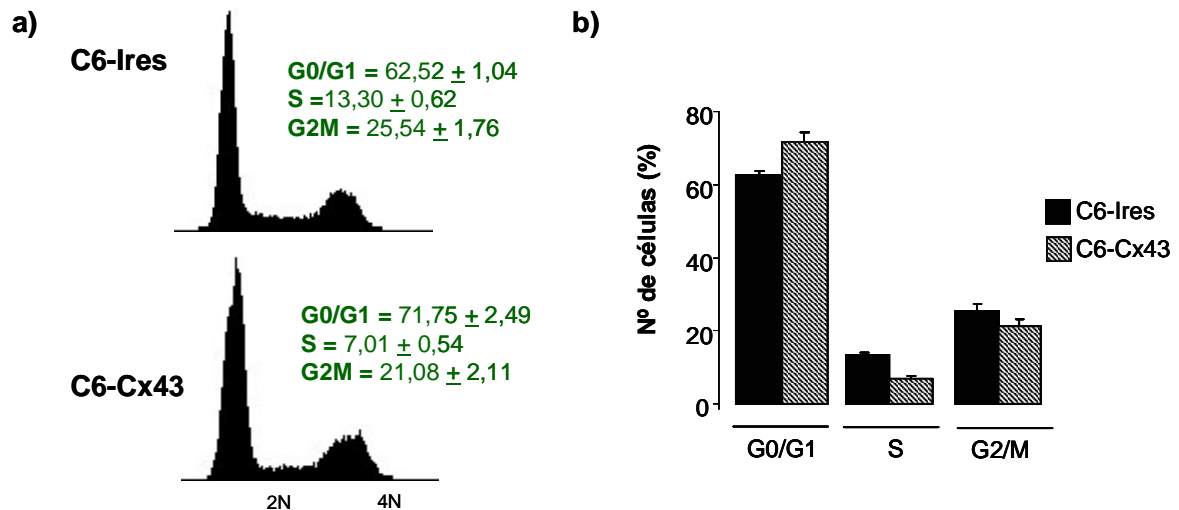 a)
C6-Ires
G0/G1 = 62,52 ± 1,04
S =13,30 ± 0,62
G2M = 25,54 ± 1,76
C6-Cx43
G0/G1 = 71,75 ± 2,49
S = 7,01 ± 0,54
G2M = 21,08 ± 2,11
2N 4N
b)
Nº de células (%)
80
60
40
20
0
G0/G1 S G2/M
C6-Ires
C6-Cx43